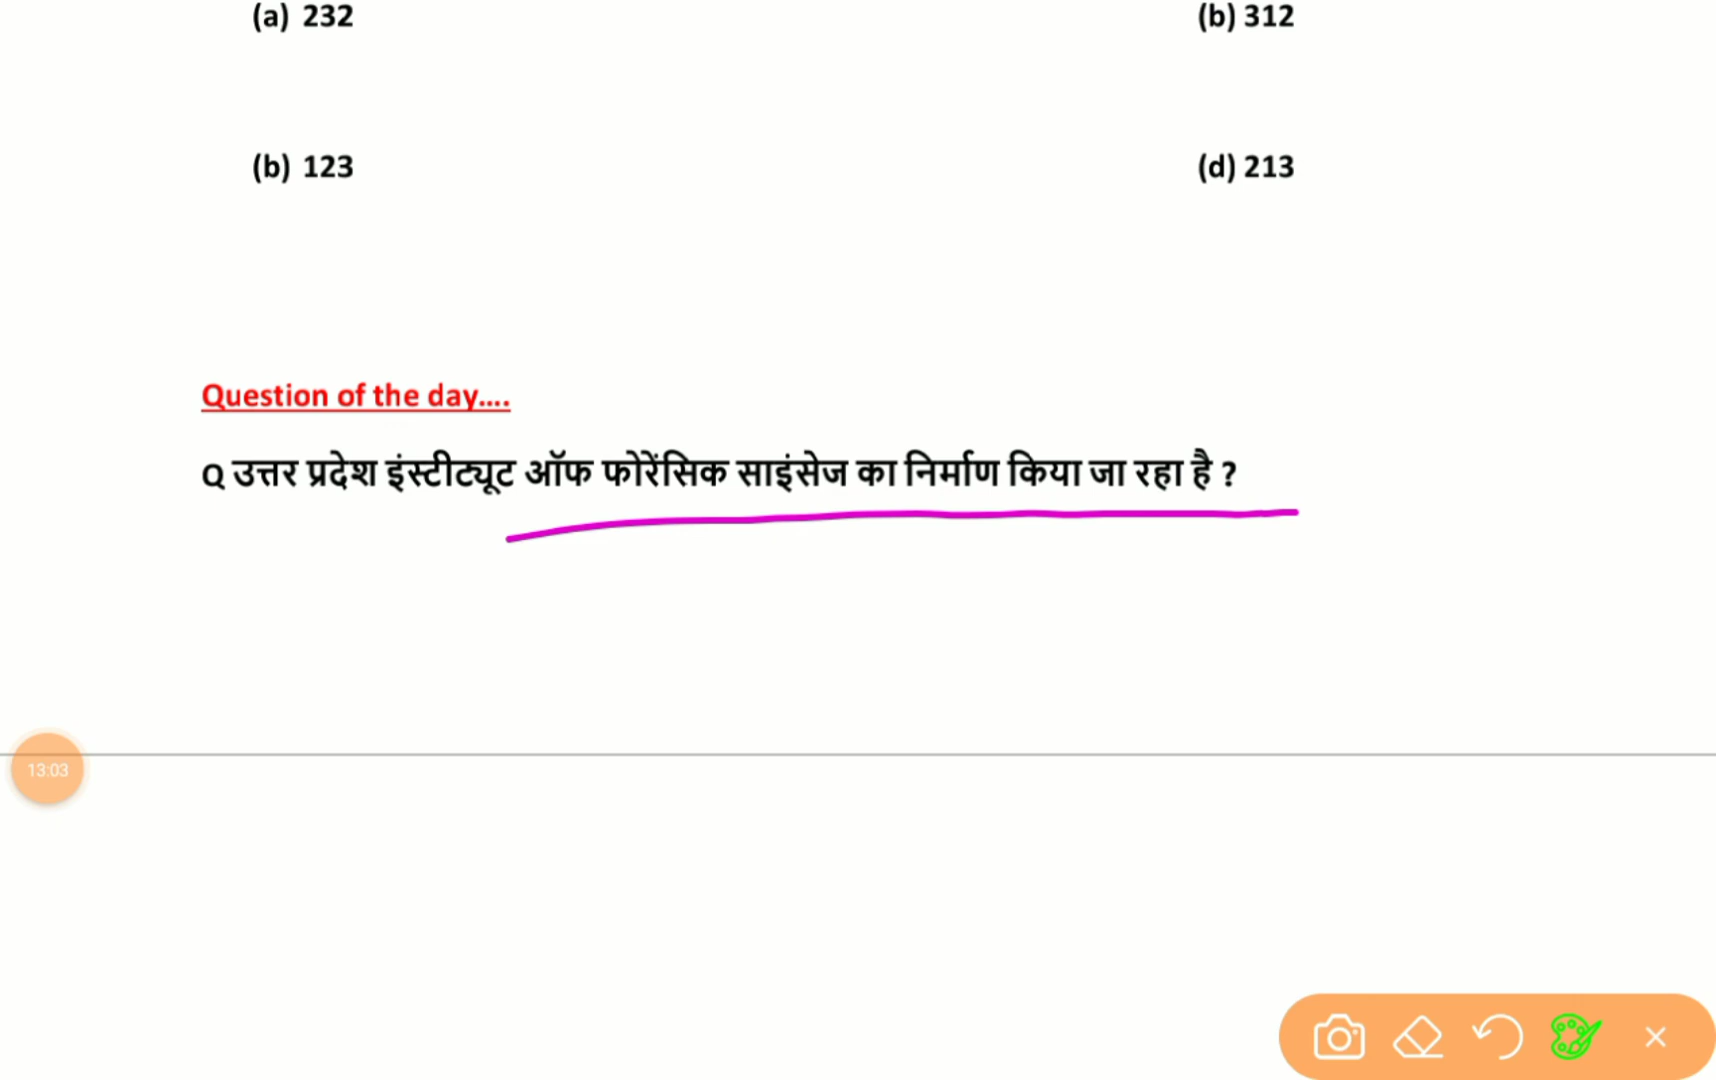 (a) 232 (b) 312
(b) 123 (d) 213
Question of the day....
Q उत्तर प्रदेश इंस्टीट्यूट ऑफ फोरेंसिक साइंसेज का निर्माण किया जा रहा है ?
13:03